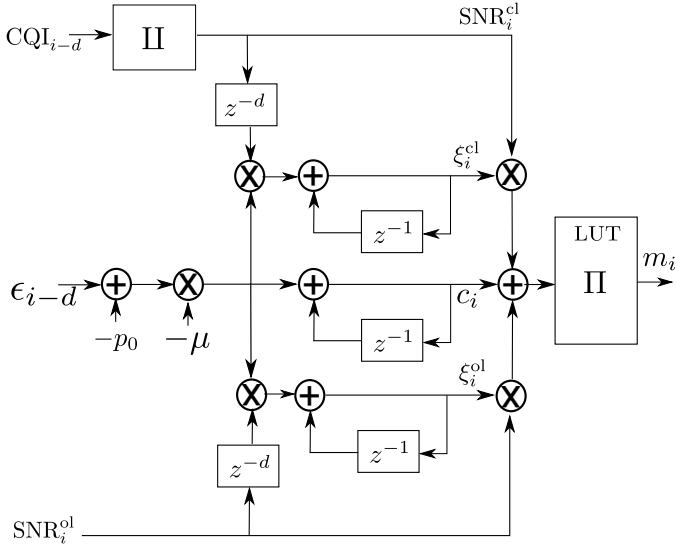 CQI_{i-d}
⨿
SNR_i^{cl}
z^{-d}
ξ_i^{cl}
z^{-1}
LUT
Π
m_i
ϵ_{i-d}
-p_0
-μ
c_i
z^{-1}
ξ_i^{ol}
z^{-1}
z^{-d}
SNR_i^{ol}